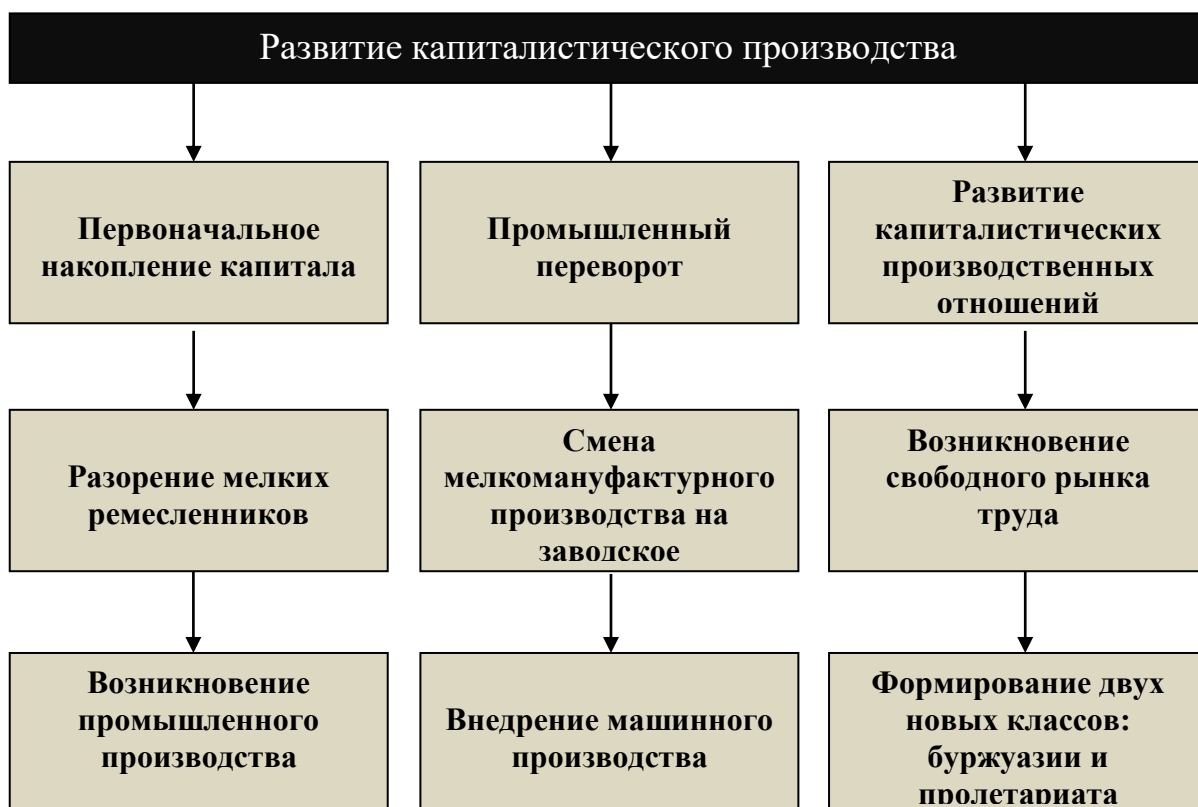 Развитие капиталистического производства
Первоначальное
накопление капитала
Промышленный
переворот
Развитие
капиталистических
производственных
отношений
Разорение мелких
ремесленников
Смена
мелкомануфактурного
производства на
заводское
Возникновение
свободного рынка
труда
Возникновение
промышленного
производства
Внедрение машинного
производства
Формирование двух
новых классов:
буржуазии и
пролетариата